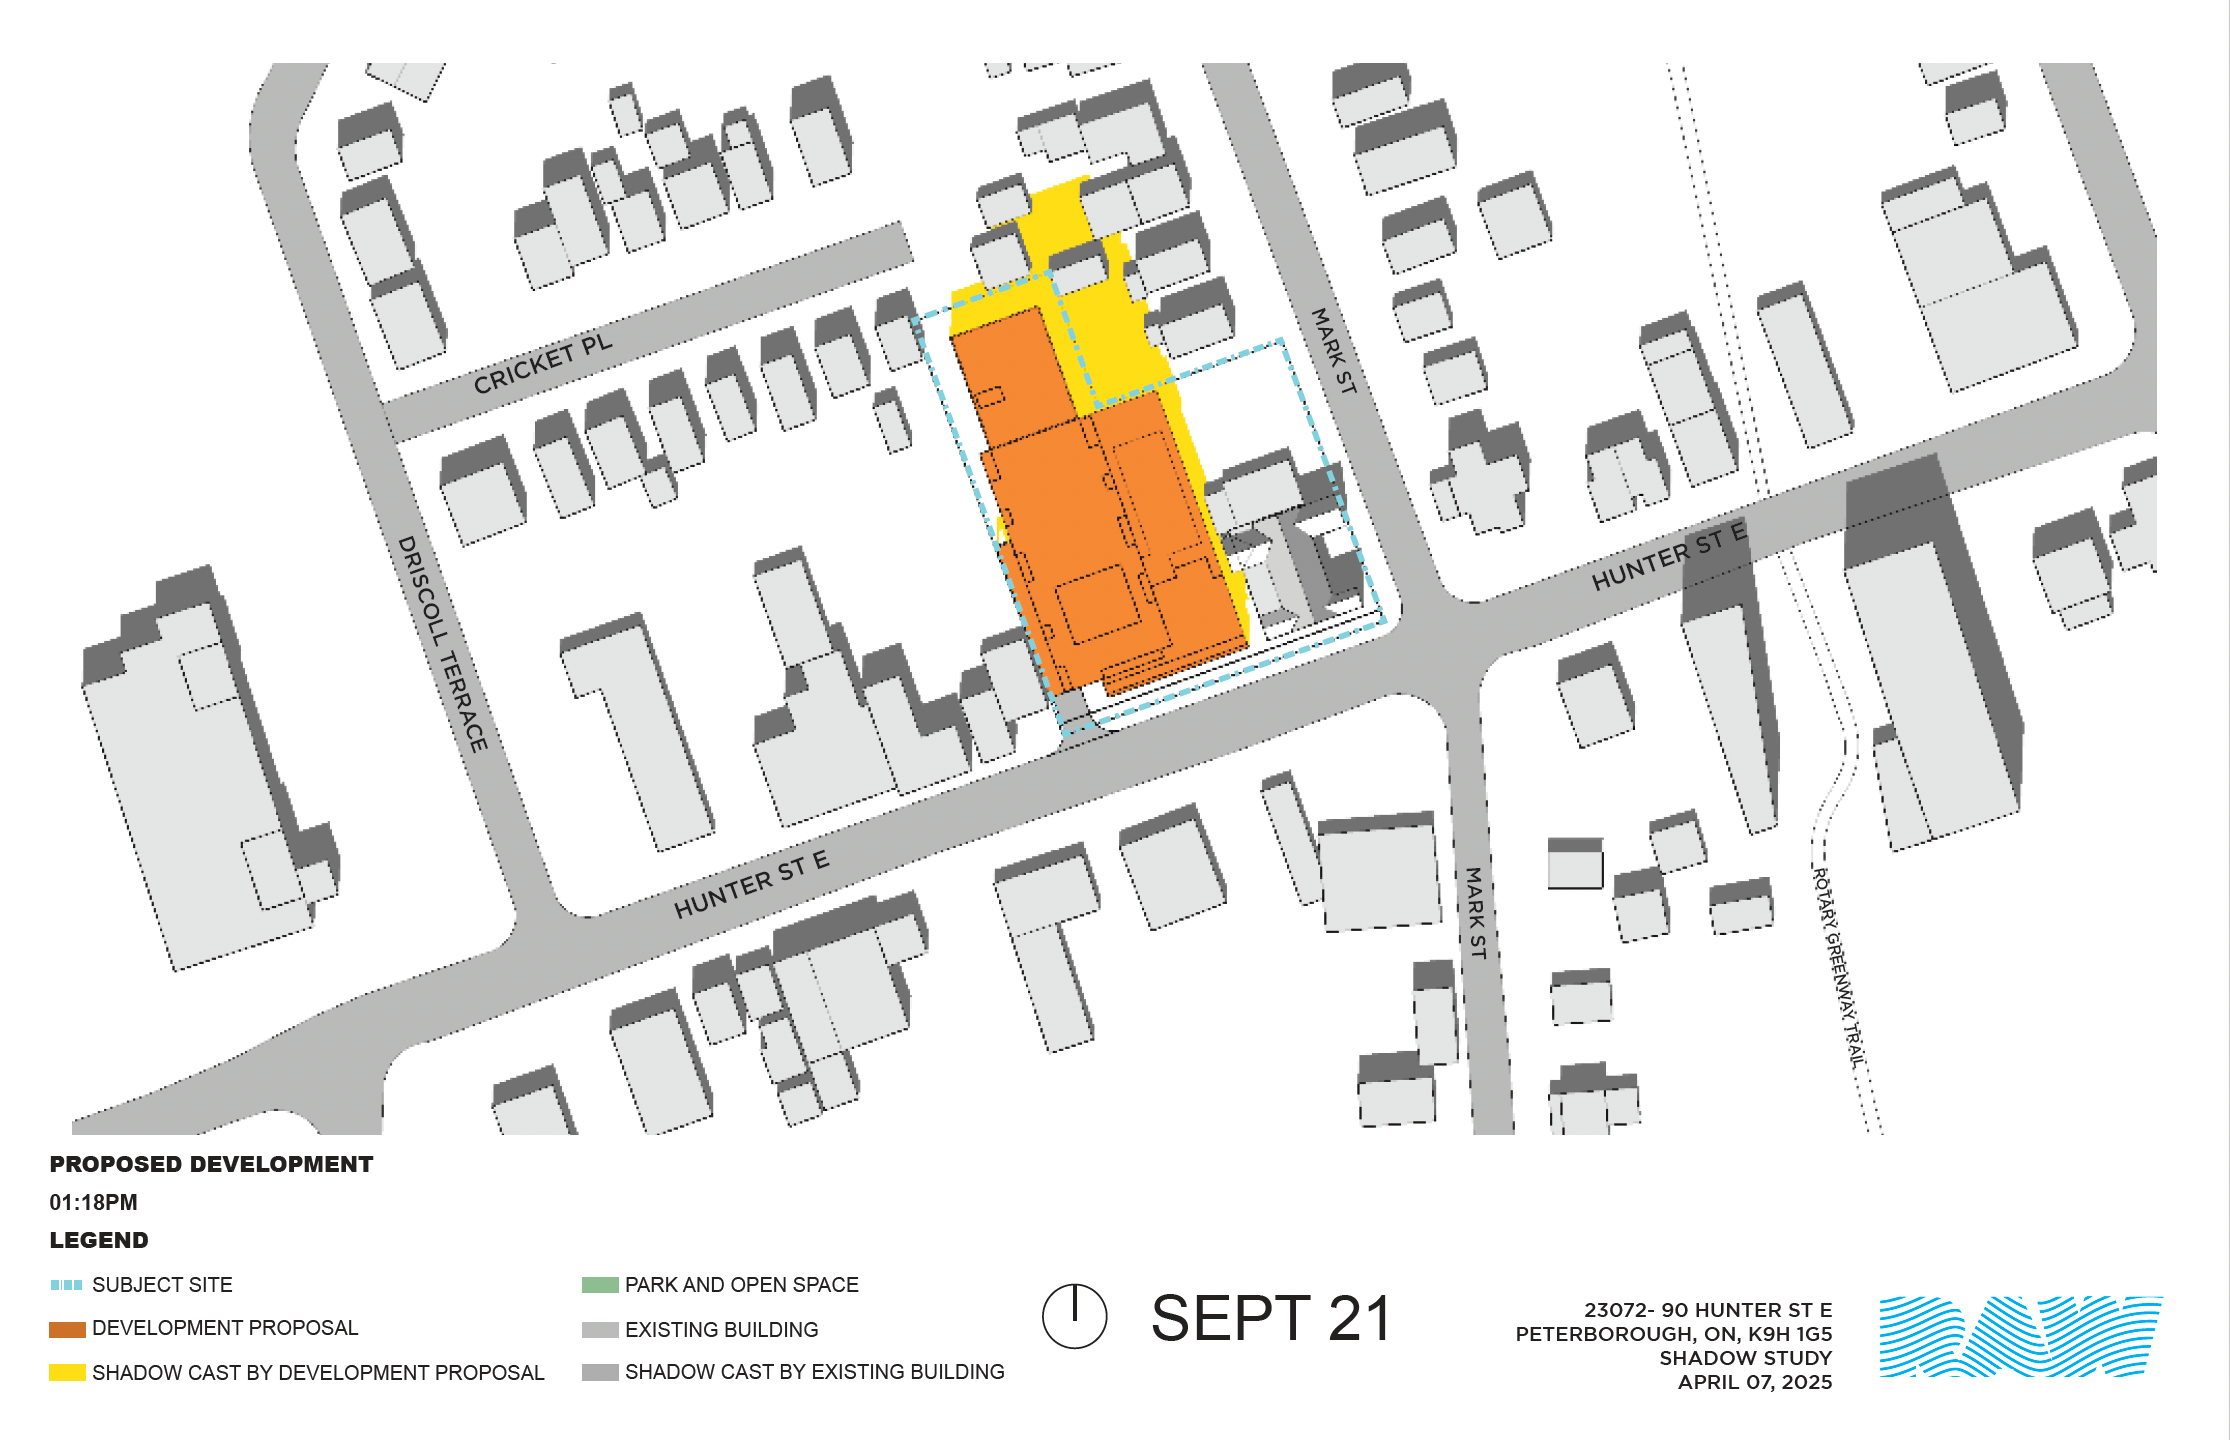 CRICKET PL
MARK ST
DRISCOLL TERRACE
HUNTER ST E
HUNTER ST E
MARK ST
ROTARY GREENWAY TRAIL
PROPOSED DEVELOPMENT
01:18PM
LEGEND
SUBJECT SITE
DEVELOPMENT PROPOSAL
SHADOW CAST BY DEVELOPMENT PROPOSAL
PARK AND OPEN SPACE
EXISTING BUILDING
SHADOW CAST BY EXISTING BUILDING
SEPT 21
23072- 90 HUNTER ST E
PETERBOROUGH, ON, K9H 1G5
SHADOW STUDY
APRIL 07, 2025